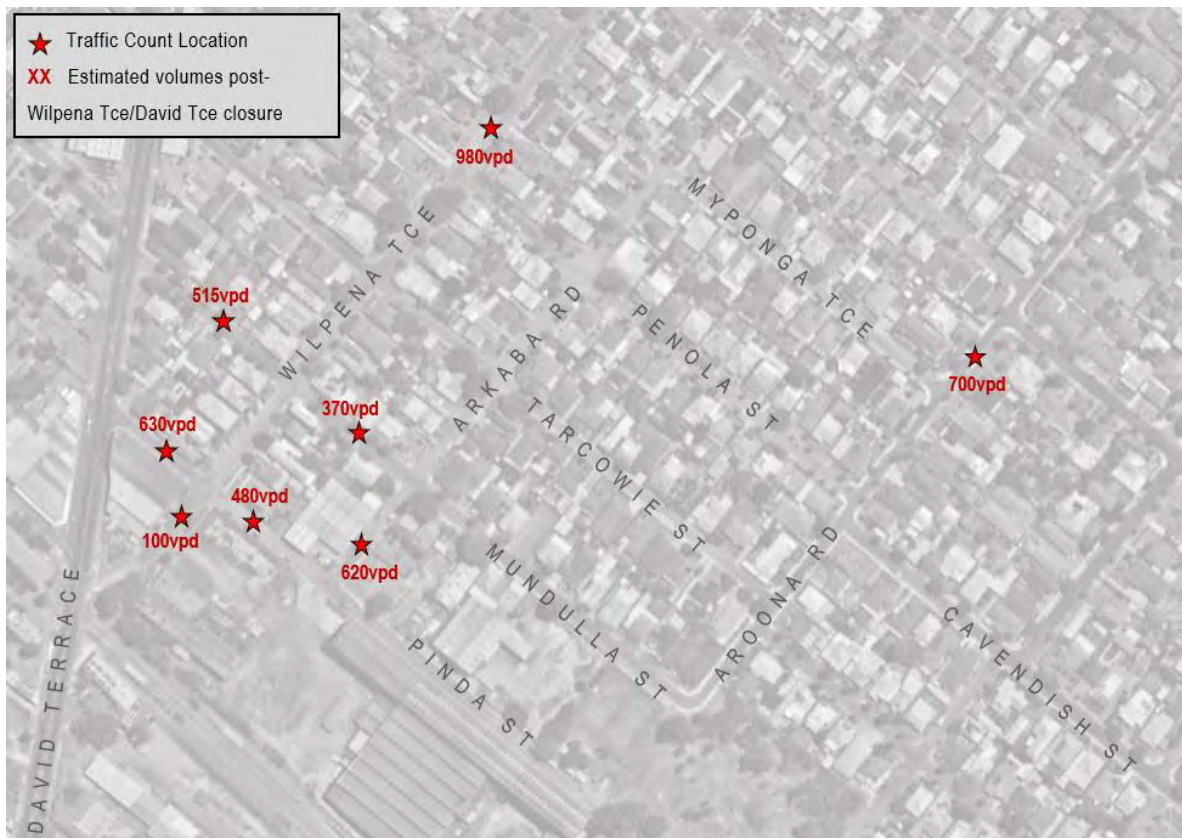 Traffic Count Location
XX Estimated volumes post-
Wilpena Tce/David Tce closure
980vpd
MYPONGA TCE
WILPENA TCE
515vpd
ARKABA RD
PENOLA ST
700vpd
370vpd
TARCOWIE ST
630vpd
480vpd
100vpd
620vpd
MUNDULLA ST
AROONA RD
CAVENDISH ST
PINDA ST
DAVID TERRACE